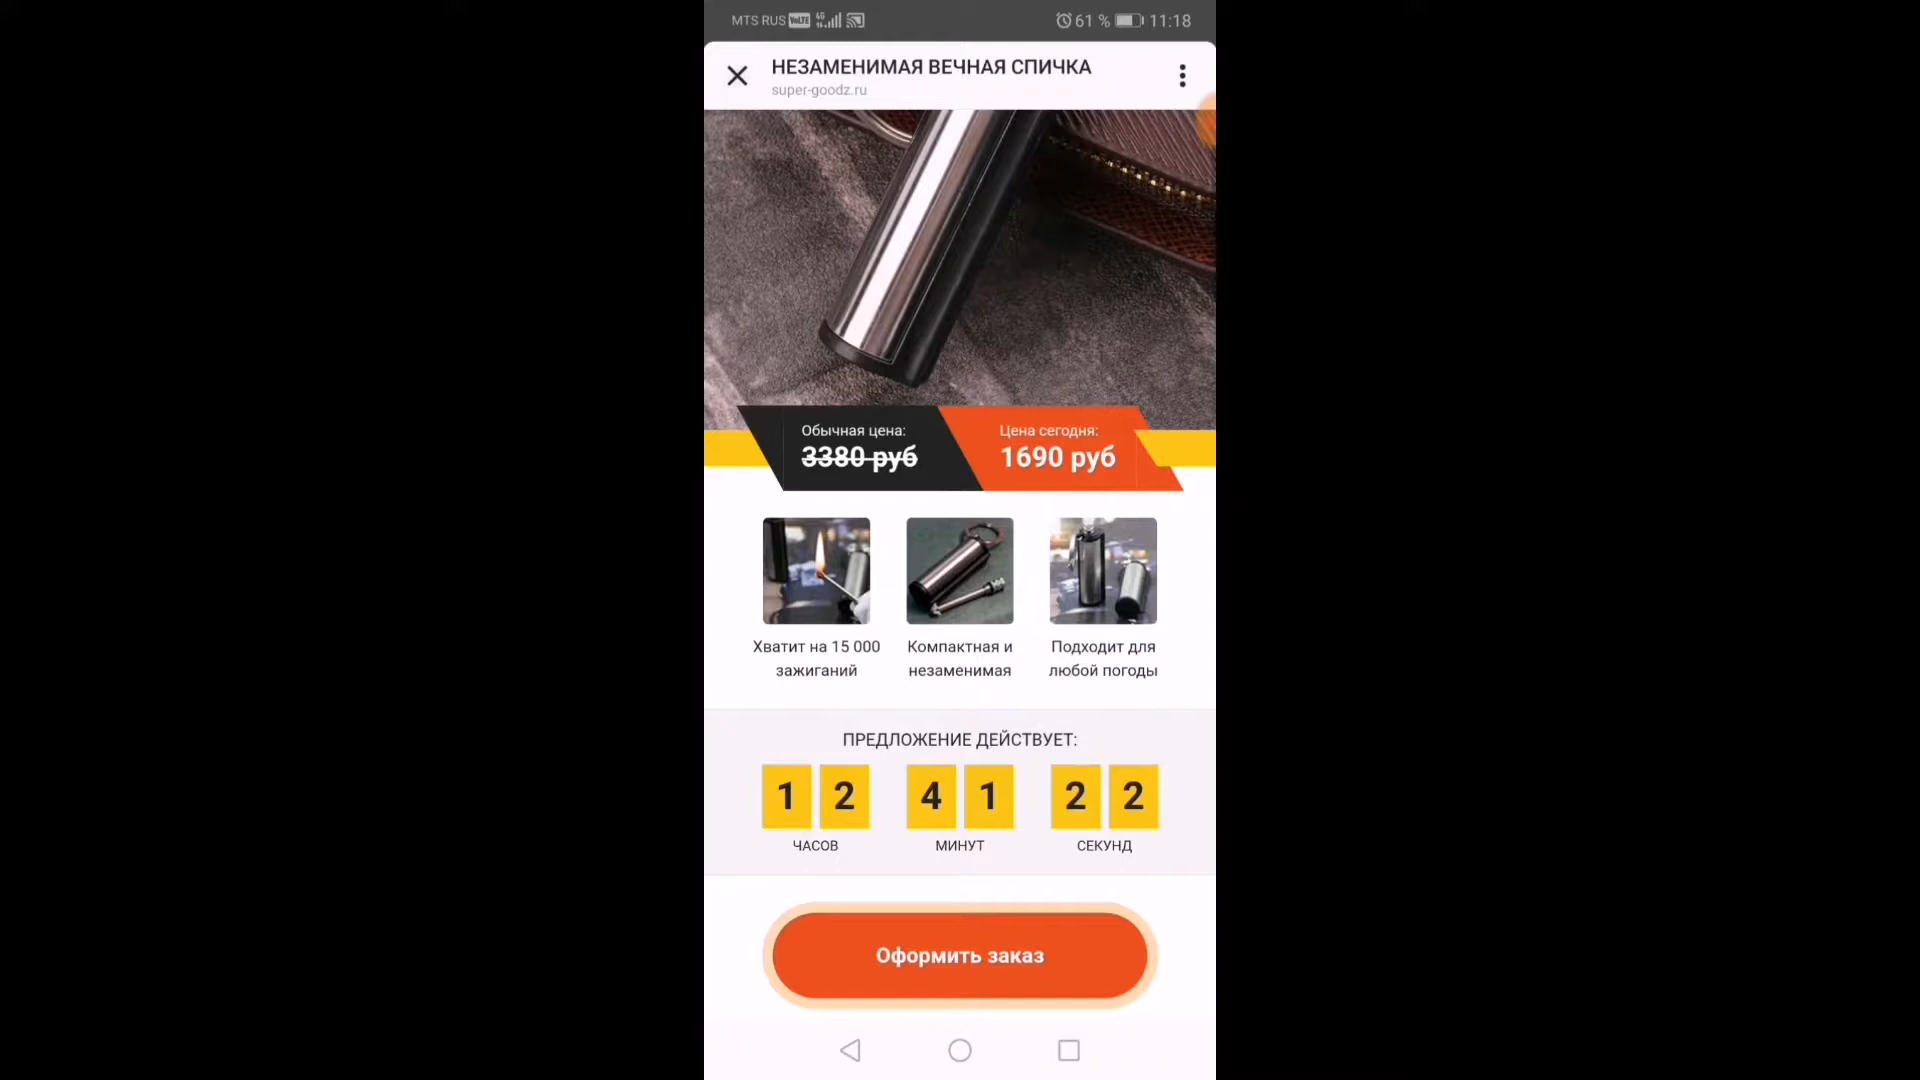 MTS RUS VoLTE 4G 61 % 11:18
НЕЗАМЕНИМАЯ ВЕЧНАЯ СПИЧКА
super-goodz.ru
Обычная цена: Цена сегодня:
3380 руб 1690 руб
Хватит на 15 000 Компактная и Подходит для
зажиганий незаменимая любой погоды
ПРЕДЛОЖЕНИЕ ДЕЙСТВУЕТ:
1 2 4 1 2 2
ЧАСОВ МИНУТ СЕКУНД
Оформить заказ